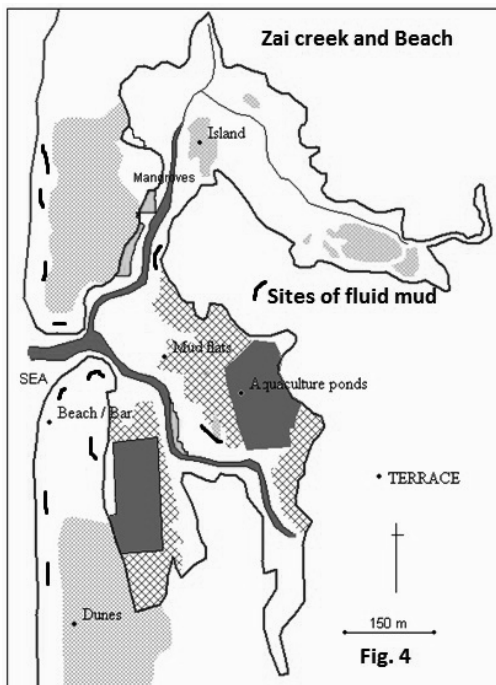 Zai creek and Beach
Island
Mangroves
Sites of fluid mud
Mud flats
SEA
Aquaculture ponds
Beach / Bar
TERRACE
Dunes
150 m
Fig. 4